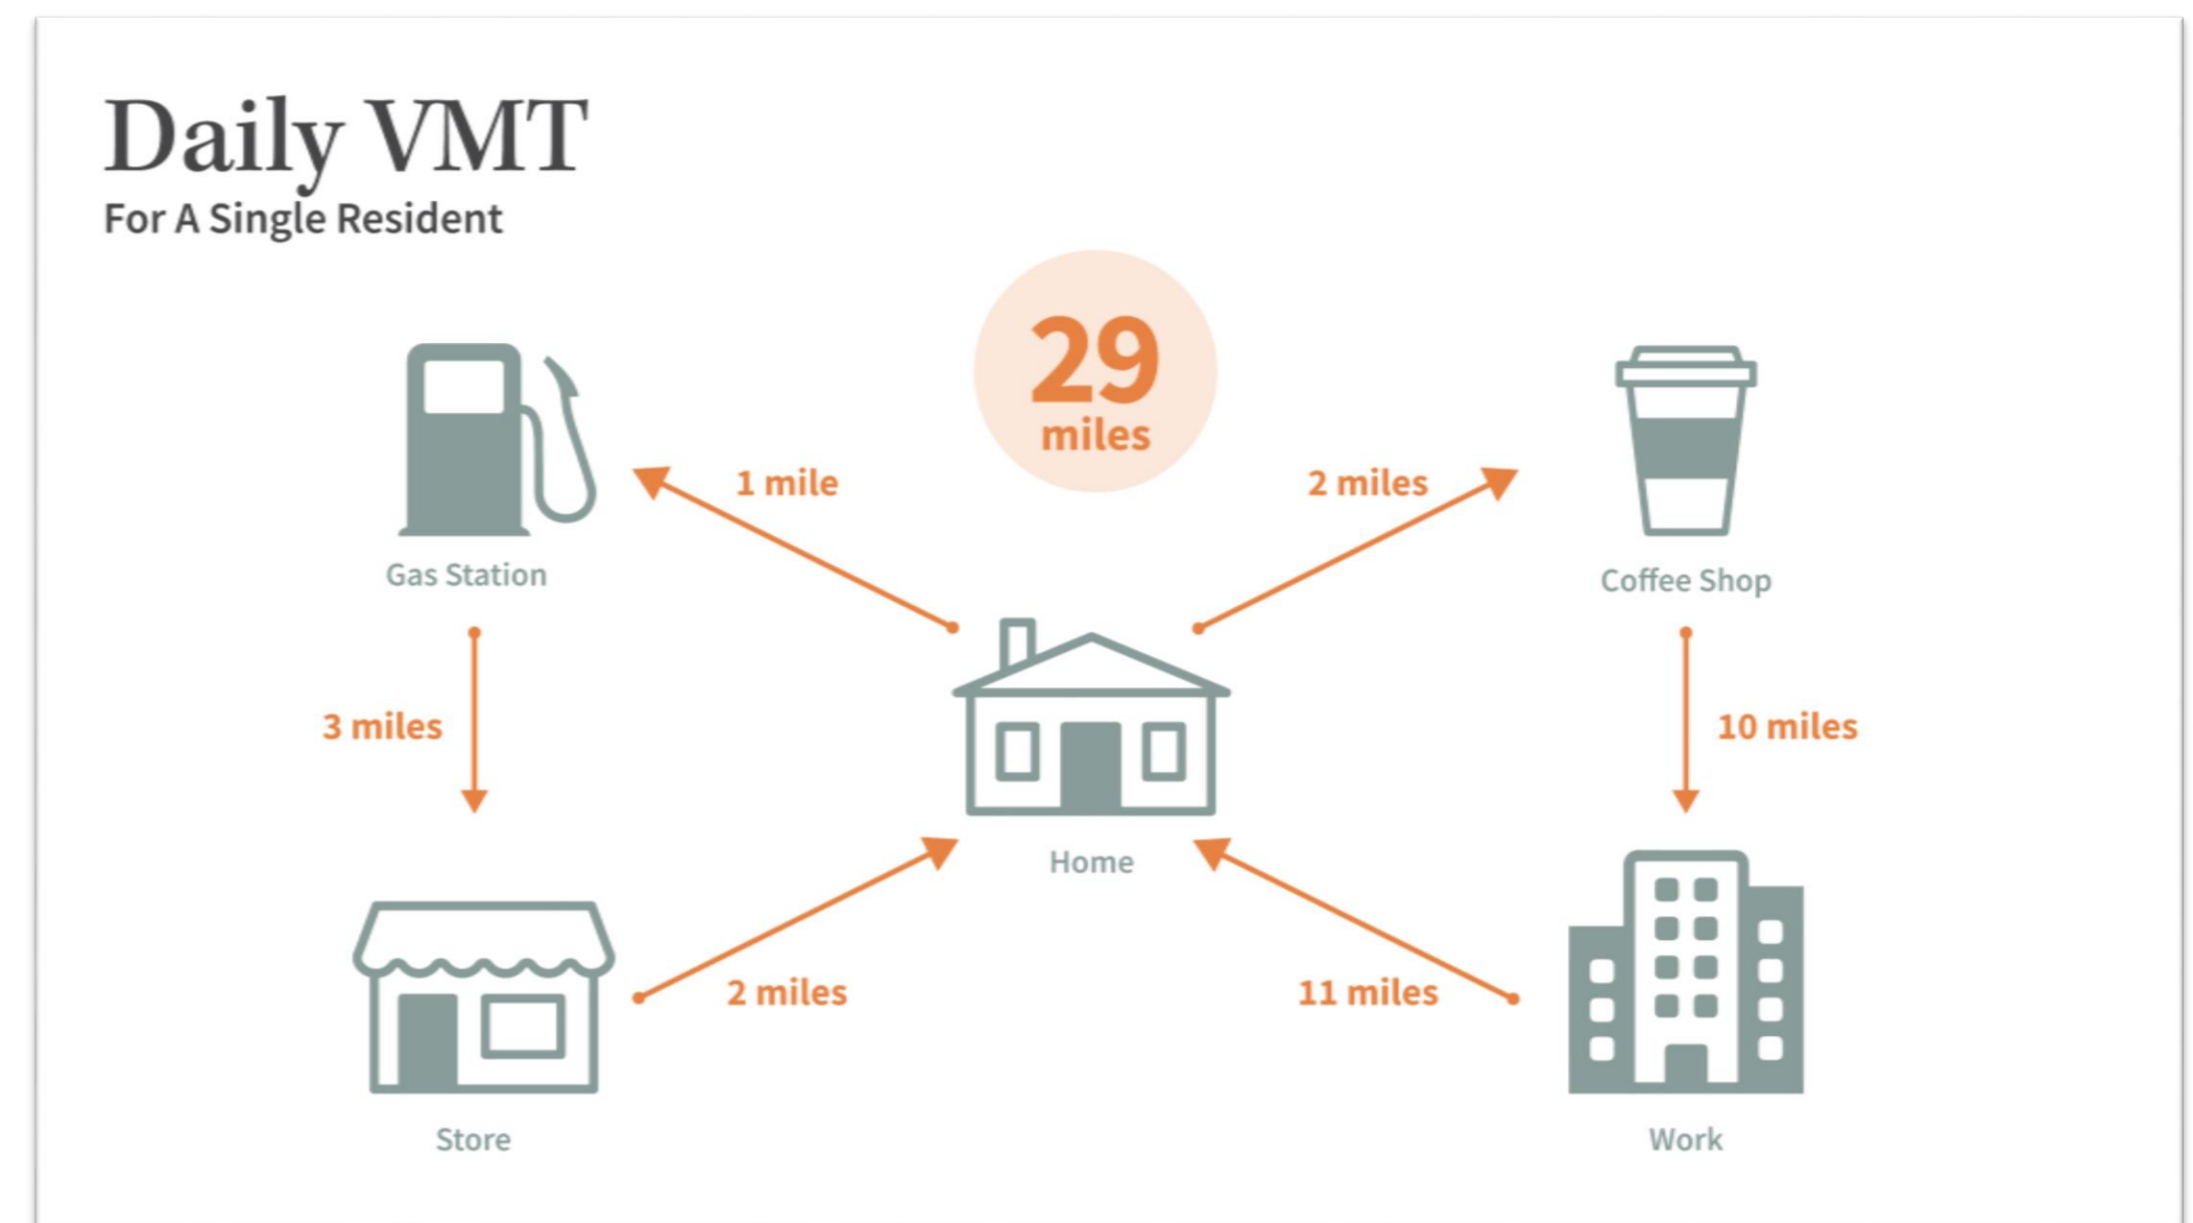 Daily VMT
For A Single Resident
29
miles
1 mile
2 miles
Gas Station
Coffee Shop
3 miles
10 miles
Home
2 miles
11 miles
Store
Work